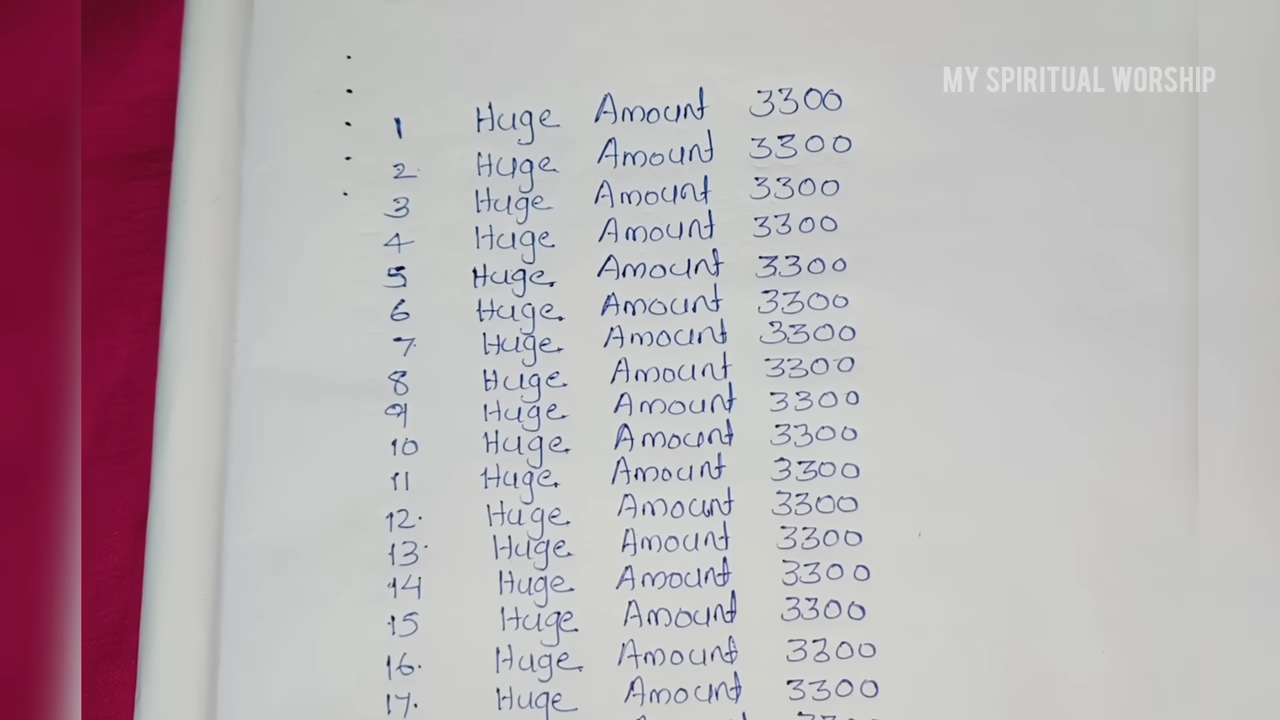 MY SPIRITUAL WORSHIP
1 Huge Amount 3300
2. Huge Amount 3300
3 Huge Amount 3300
4 Huge Amount 3300
5 Huge Amount 3300
6 Huge Amount 3300
7. Huge Amount 3300
8 Huge Amount 3300
9 Huge Amount 3300
10 Huge Amount 3300
11 Huge Amount 3300
12. Huge Amount 3300
13. Huge Amount 3300
14 Huge Amount 3300
15 Huge Amount 3300
16. Huge Amount 3300
17. Huge Amount 3300